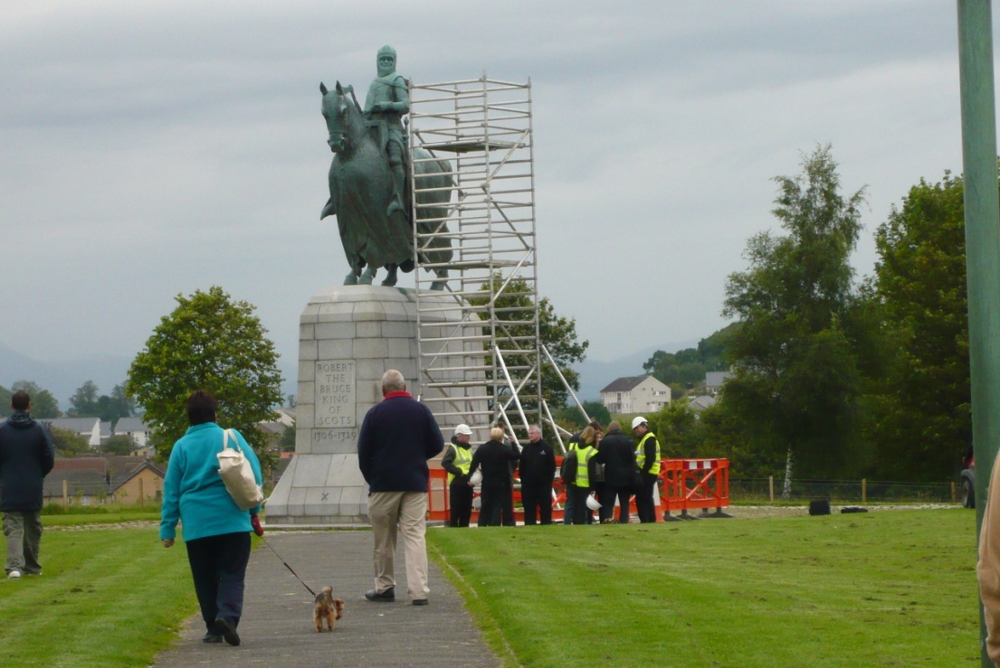 ROBERT
THE
BRUCE
KING
OF
SCOTS
1306-1329